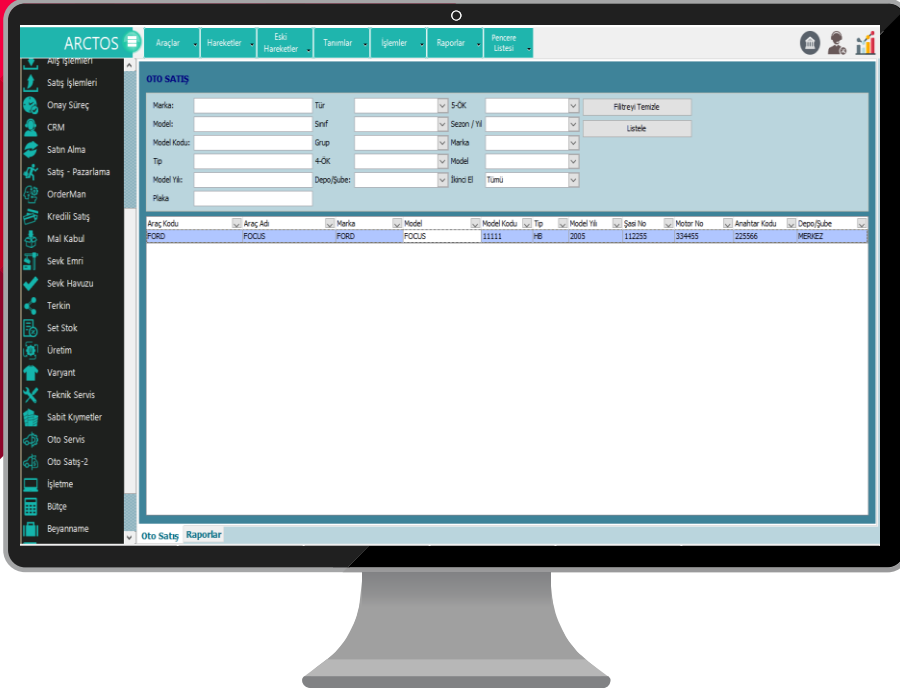 ARCTOS
Araçlar
Hareketler
Eski
Hareketler
Tanımlar
İşlemler
Raporlar
Pencere
Listesi
Alış İşlemleri
Satış İşlemleri
Onay Süreç
CRM
Satın Alma
Satış - Pazarlama
OrderMan
Kredili Satış
Mal Kabul
Sevk Emri
Sevk Havuzu
Terkin
Set Stok
Üretim
Varyant
Teknik Servis
Sabit Kıymetler
Oto Servis
Oto Satış-2
İşletme
Bütçe
Beyanname
OTO SATIŞ
Marka: Tür 5-ÖK Filtreyi Temizle
Model: Sınıf Sezon / Yıl Listele
Model Kodu: Grup Marka
Tip 4-ÖK Model
Model Yılı: Depo/Şube: İkinci El Tümü
Plaka
Araç Kodu Araç Adı Marka Model Model Kodu Tip Model Yılı Şasi No Motor No Anahtar Kodu Depo/Şube
FORD FOCUS FORD FOCUS 11111 HB 2005 112255 334455 225566 MERKEZ
Oto Satış Raporlar